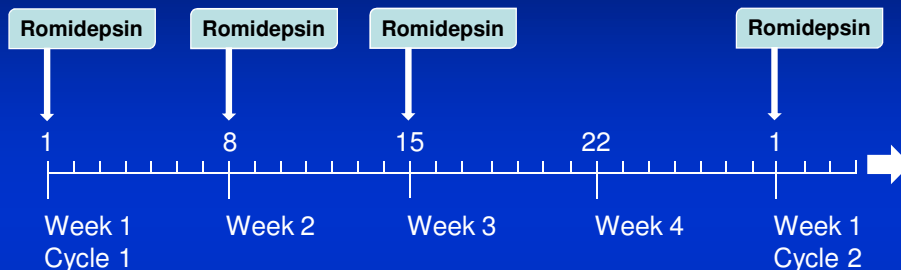 Romidepsin Romidepsin Romidepsin Romidepsin
1 8 15 22 1
Week 1 Week 2 Week 3 Week 4 Week 1
Cycle 1 Cycle 2